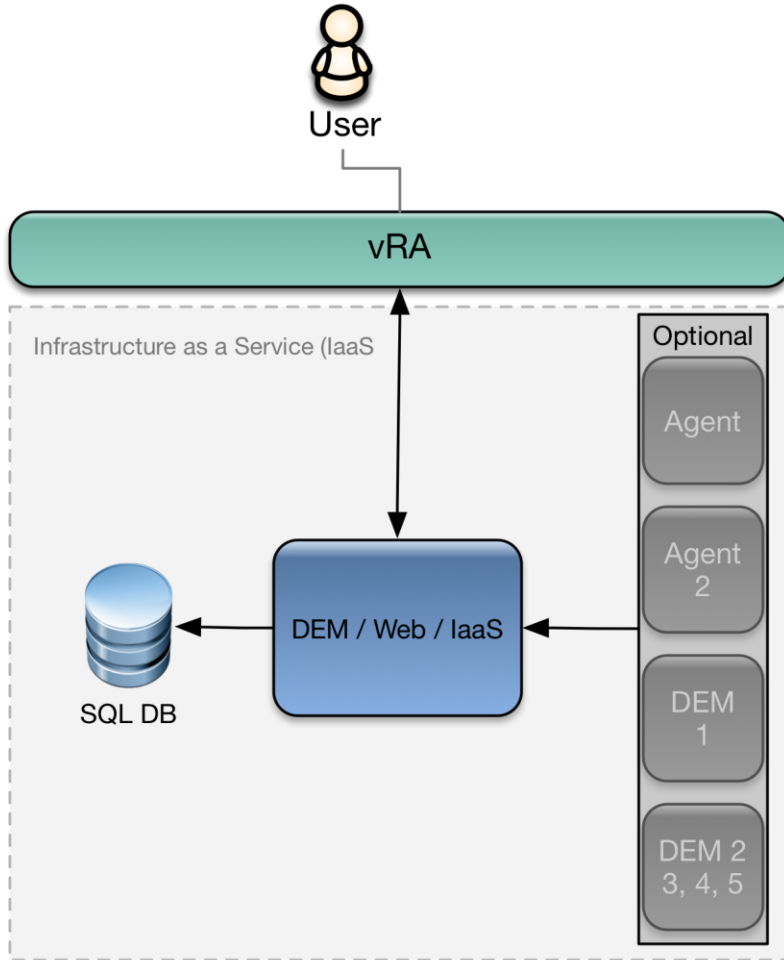 User
vRA
Infrastructure as a Service (IaaS
Optional
Agent
Agent
2
DEM / Web / IaaS
SQL DB
DEM
1
DEM 2
3, 4, 5